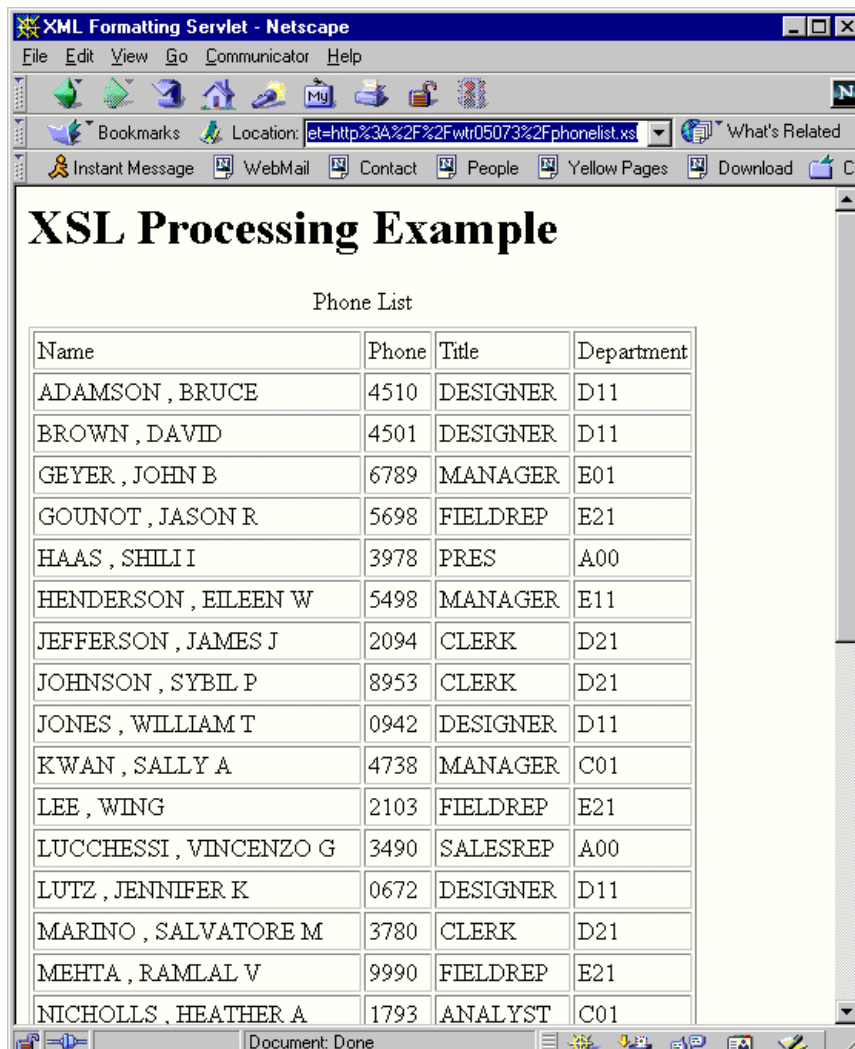 XML Formatting Servlet - Netscape
File Edit View Go Communicator Help
My N
Bookmarks Location: et=http%3A%2F%2Fwtr05073%2Fphonelist.xs What's Related
Instant Message WebMail Contact People Yellow Pages Download C
XSL Processing Example
Phone List
Name Phone Title Department
ADAMSON , BRUCE 4510 DESIGNER D11
BROWN , DAVID 4501 DESIGNER D11
GEYER , JOHN B 6789 MANAGER E01
GOUNOT , JASON R 5698 FIELDREP E21
HAAS , SHILI I 3978 PRES A00
HENDERSON , EILEEN W 5498 MANAGER E11
JEFFERSON , JAMES J 2094 CLERK D21
JOHNSON , SYBIL P 8953 CLERK D21
JONES , WILLIAM T 0942 DESIGNER D11
KWAN , SALLY A 4738 MANAGER C01
LEE , WING 2103 FIELDREP E21
LUCCHESSI , VINCENZO G 3490 SALESREP A00
LUTZ , JENNIFER K 0672 DESIGNER D11
MARINO , SALVATORE M 3780 CLERK D21
MEHTA , RAMLAL V 9990 FIELDREP E21
NICHOLLS , HEATHER A 1793 ANALYST C01
Document: Done